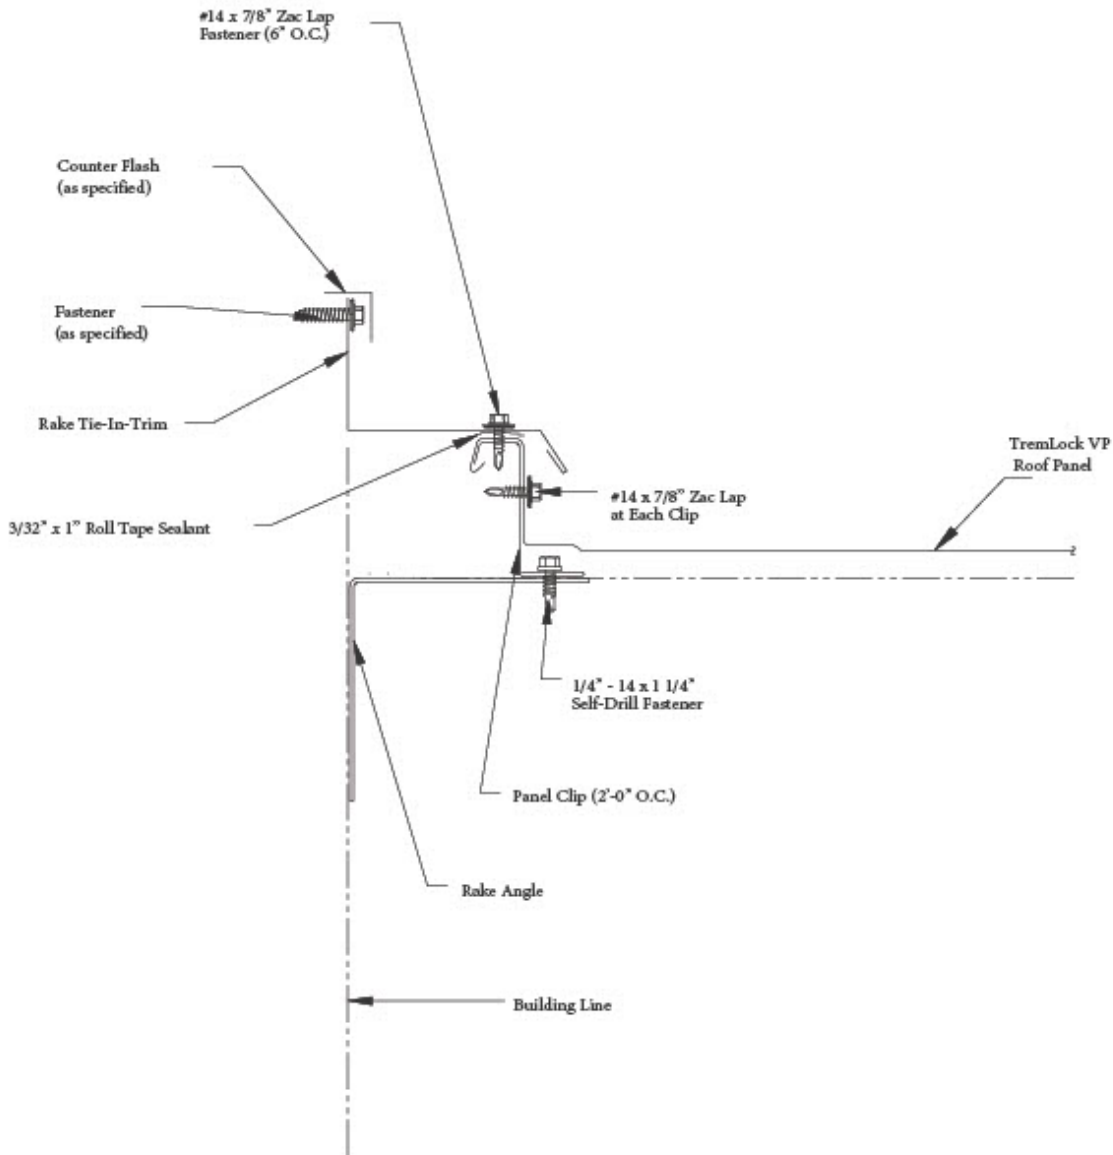 #14 x 7/8" Zac Lap
Fastener (6" O.C.)
Counter Flash
(as specified)
Fastener
(as specified)
Rake Tie-In-Trim
TremLock VP
Roof Panel
#14 x 7/8" Zac Lap
at Each Clip
3/32" x 1" Roll Tape Sealant
1/4" - 14 x 1 1/4"
Self-Drill Fastener
Panel Clip (2'-0" O.C.)
Rake Angle
Building Line